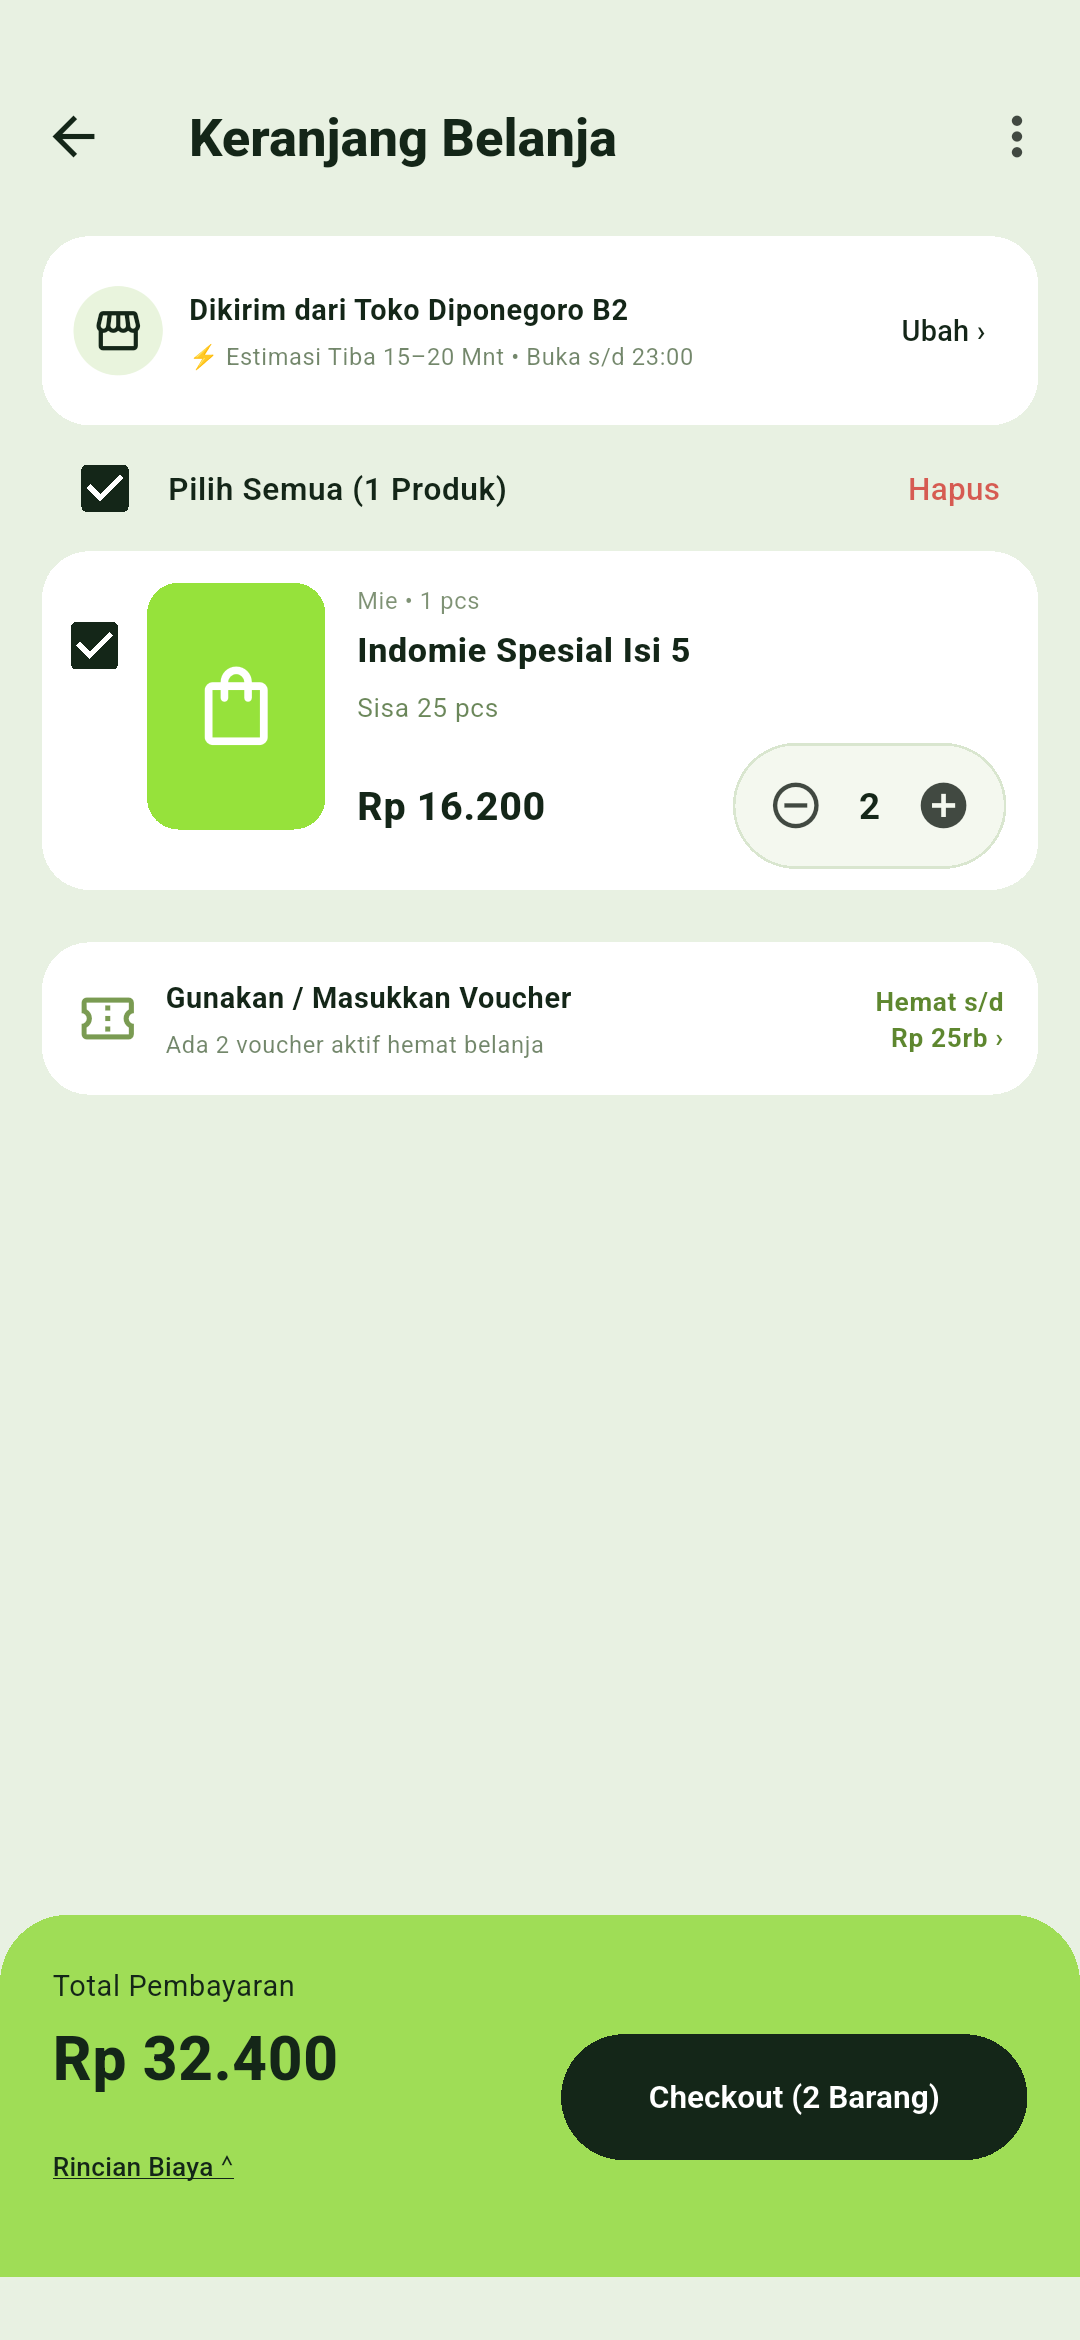 Keranjang Belanja
Dikirim dari Toko Diponegoro B2
⚡ Estimasi Tiba 15–20 Mnt • Buka s/d 23:00
Ubah ›
Pilih Semua (1 Produk)
Hapus
Mie • 1 pcs
Indomie Spesial Isi 5
Sisa 25 pcs
Rp 16.200
2
Gunakan / Masukkan Voucher
Ada 2 voucher aktif hemat belanja
Hemat s/d
Rp 25rb ›
Total Pembayaran
Rp 32.400
Rincian Biaya ^
Checkout (2 Barang)